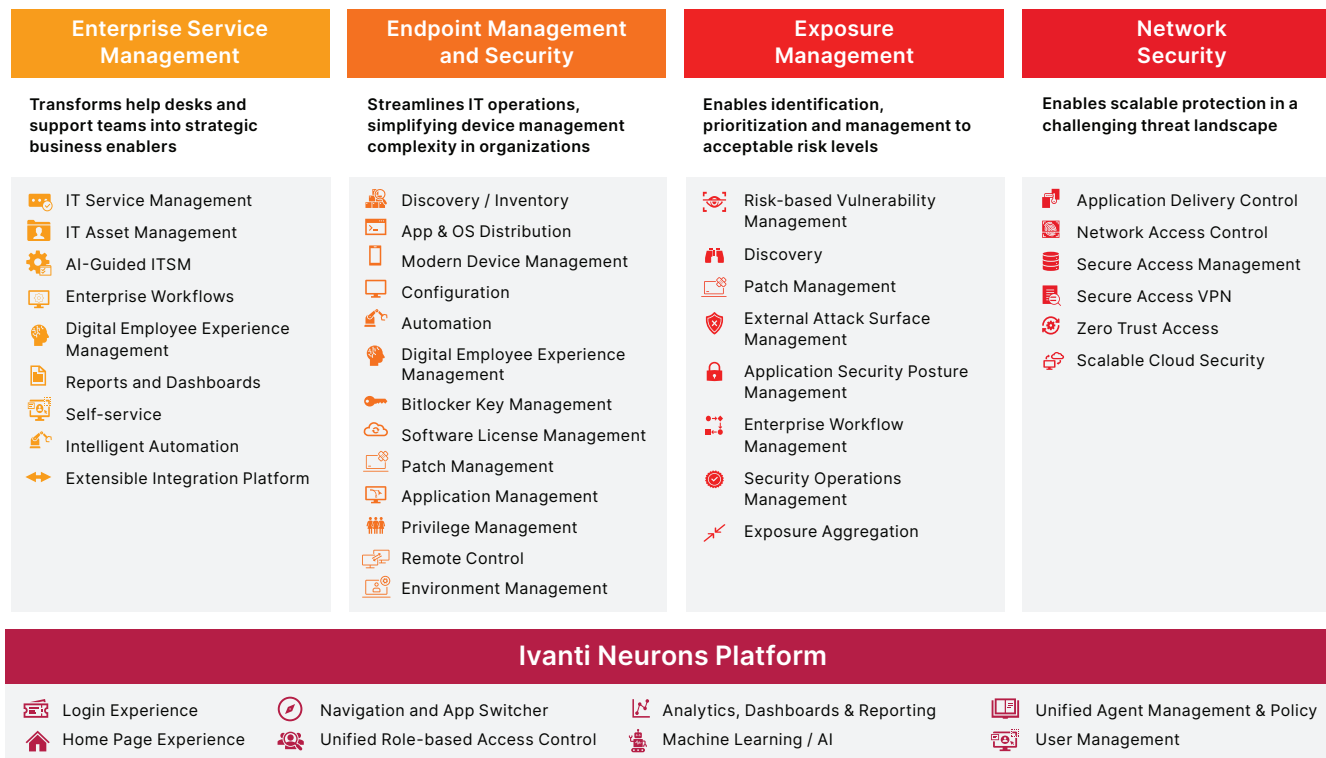 Enterprise Service
Management
Transforms help desks and
support teams into strategic
business enablers
IT Service Management
IT Asset Management
AI-Guided ITSM
Enterprise Workflows
Digital Employee Experience
Management
Reports and Dashboards
Self-service
Intelligent Automation
Extensible Integration Platform
Endpoint Management
and Security
Streamlines IT operations,
simplifying device management
complexity in organizations
Discovery / Inventory
App & OS Distribution
Modern Device Management
Configuration
Automation
Digital Employee Experience
Management
Bitlocker Key Management
Software License Management
Patch Management
Application Management
Privilege Management
Remote Control
Environment Management
Exposure
Management
Enables identification,
prioritization and management to
acceptable risk levels
Risk-based Vulnerability
Management
Discovery
Patch Management
External Attack Surface
Management
Application Security Posture
Management
Enterprise Workflow
Management
Security Operations
Management
Exposure Aggregation
Network
Security
Enables scalable protection in a
challenging threat landscape
Application Delivery Control
Network Access Control
Secure Access Management
Secure Access VPN
Zero Trust Access
Scalable Cloud Security
Ivanti Neurons Platform
Login Experience
Home Page Experience
Navigation and App Switcher
Unified Role-based Access Control
Analytics, Dashboards & Reporting
Machine Learning / AI
Unified Agent Management & Policy
User Management